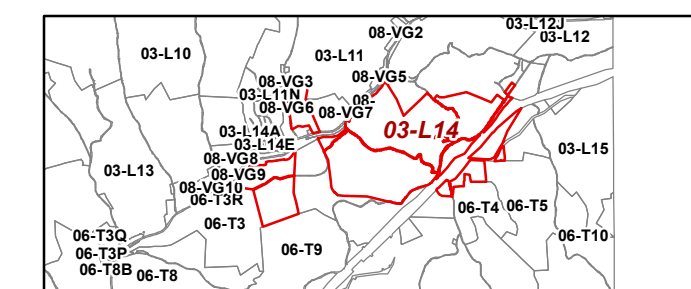 08-VG2
03-L12J
03-L12
03-L10
03-L11
08-VG5
08-VG3
03-L11N
08-
08-VG6
08-VG7
03-L14
03-L14A
03-L14E
03-L15
08-VG8
03-L13
08-VG9
08-VG10
06-T3R
06-T4
06-T5
06-T3
06-T3Q
06-T10
06-T9
06-T3P
06-T8B
06-T8